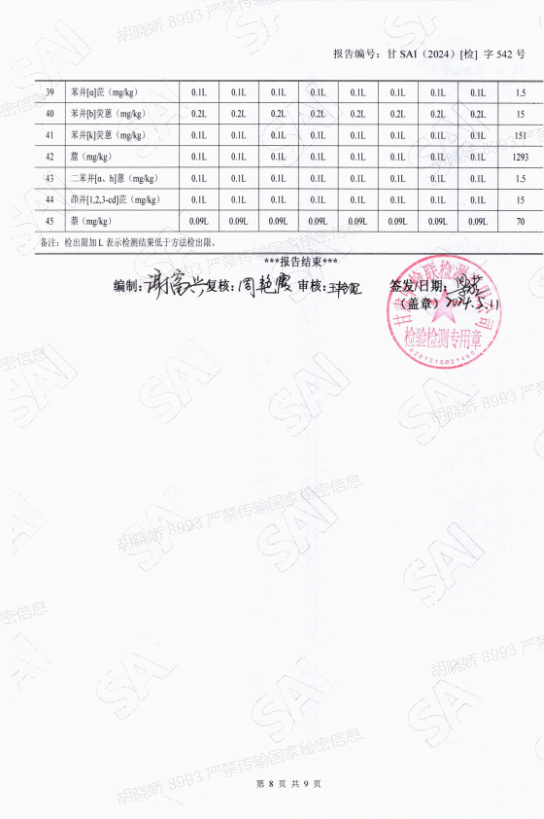 报告编号：甘 SAI（2024）[检] 字 542 号
39 苯并[a]芘（mg/kg） 0.1L 0.1L 0.1L 0.1L 0.1L 0.1L 0.1L 0.1L 1.5
40 苯并[b]荧蒽（mg/kg） 0.2L 0.2L 0.2L 0.2L 0.2L 0.2L 0.2L 0.2L 15
41 苯并[k]荧蒽（mg/kg） 0.1L 0.1L 0.1L 0.1L 0.1L 0.1L 0.1L 0.1L 151
42 䓛（mg/kg） 0.1L 0.1L 0.1L 0.1L 0.1L 0.1L 0.1L 0.1L 1293
43 二苯并[a、h]蒽（mg/kg） 0.1L 0.1L 0.1L 0.1L 0.1L 0.1L 0.1L 0.1L 1.5
44 茚并[1,2,3-cd]芘（mg/kg） 0.1L 0.1L 0.1L 0.1L 0.1L 0.1L 0.1L 0.1L 15
45 萘（mg/kg） 0.09L 0.09L 0.09L 0.09L 0.09L 0.09L 0.09L 0.09L 70
备注：检出限加 L 表示检测结果低于方法检出限。
***报告结束***
编制：谢富兴 复核：周艳霞 审核： 签发/日期：
（盖章）2024.5.11
检验检测专用章
胡晓娇 8993 严禁传输国家秘密信息
SAI
第 8 页 共 9 页